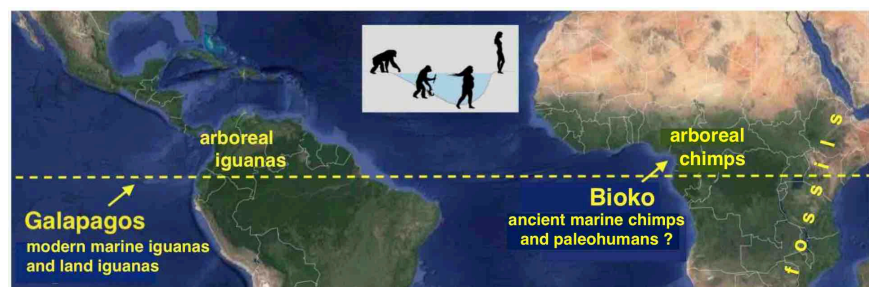 arboreal
iguanas
Galapagos
modern marine iguanas
and land iguanas
arboreal
chimps
Bioko
ancient marine chimps
and paleohumans ?
fossils